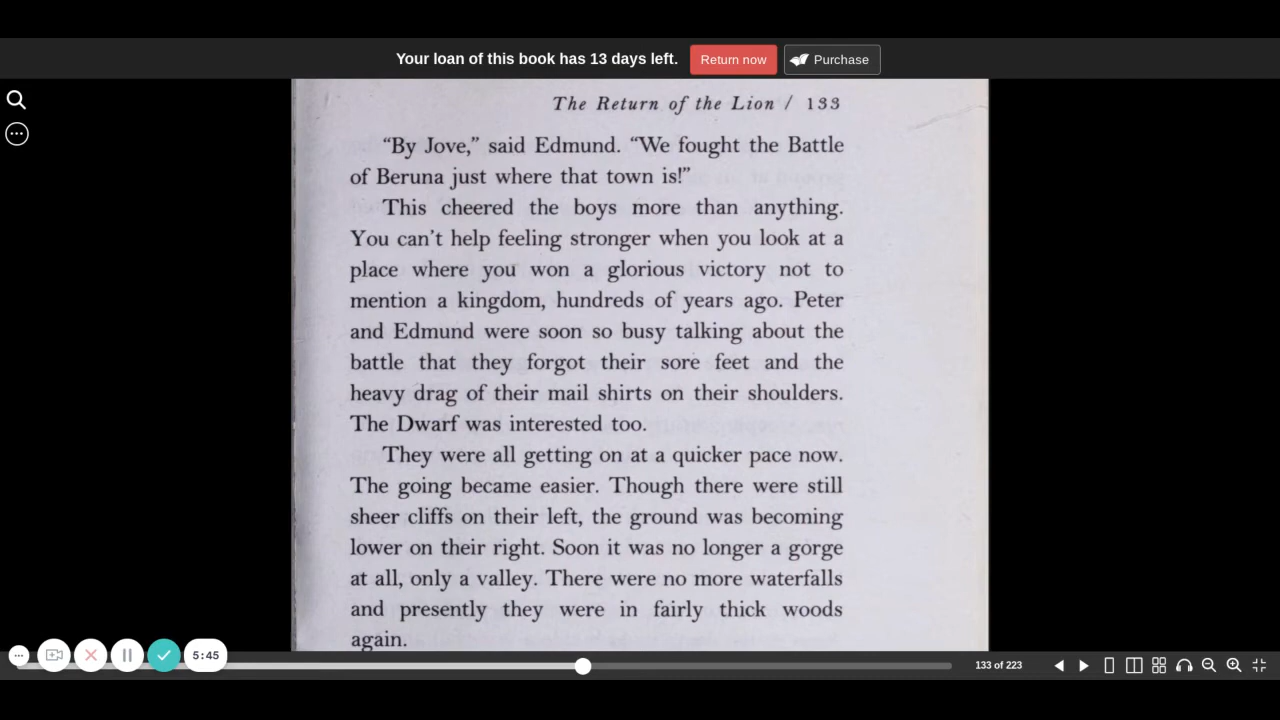 Your loan of this book has 13 days left. Return now Purchase
The Return of the Lion / 133
“By Jove,” said Edmund. “We fought the Battle
of Beruna just where that town is!”
This cheered the boys more than anything.
You can’t help feeling stronger when you look at a
place where you won a glorious victory not to
mention a kingdom, hundreds of years ago. Peter
and Edmund were soon so busy talking about the
battle that they forgot their sore feet and the
heavy drag of their mail shirts on their shoulders.
The Dwarf was interested too.
They were all getting on at a quicker pace now.
The going became easier. Though there were still
sheer cliffs on their left, the ground was becoming
lower on their right. Soon it was no longer a gorge
at all, only a valley. There were no more waterfalls
and presently they were in fairly thick woods
again.
5:45
133 of 223